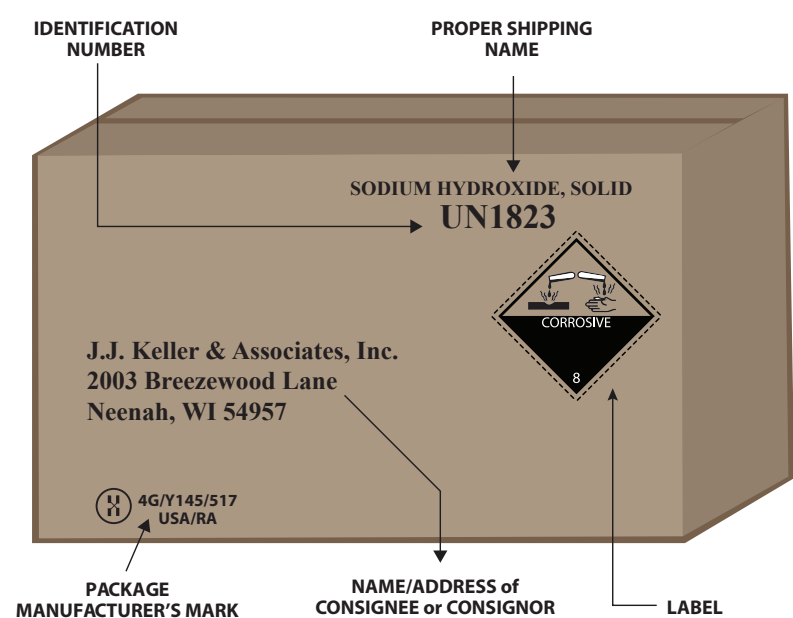 IDENTIFICATION
NUMBER
PROPER SHIPPING
NAME
SODIUM HYDROXIDE, SOLID
UN1823
CORROSIVE
8
J.J. Keller & Associates, Inc.
2003 Breezewood Lane
Neenah, WI 54957
4G/Y145/517
USA/RA
PACKAGE
MANUFACTURER'S MARK
NAME/ADDRESS of
CONSIGNEE or CONSIGNOR
LABEL